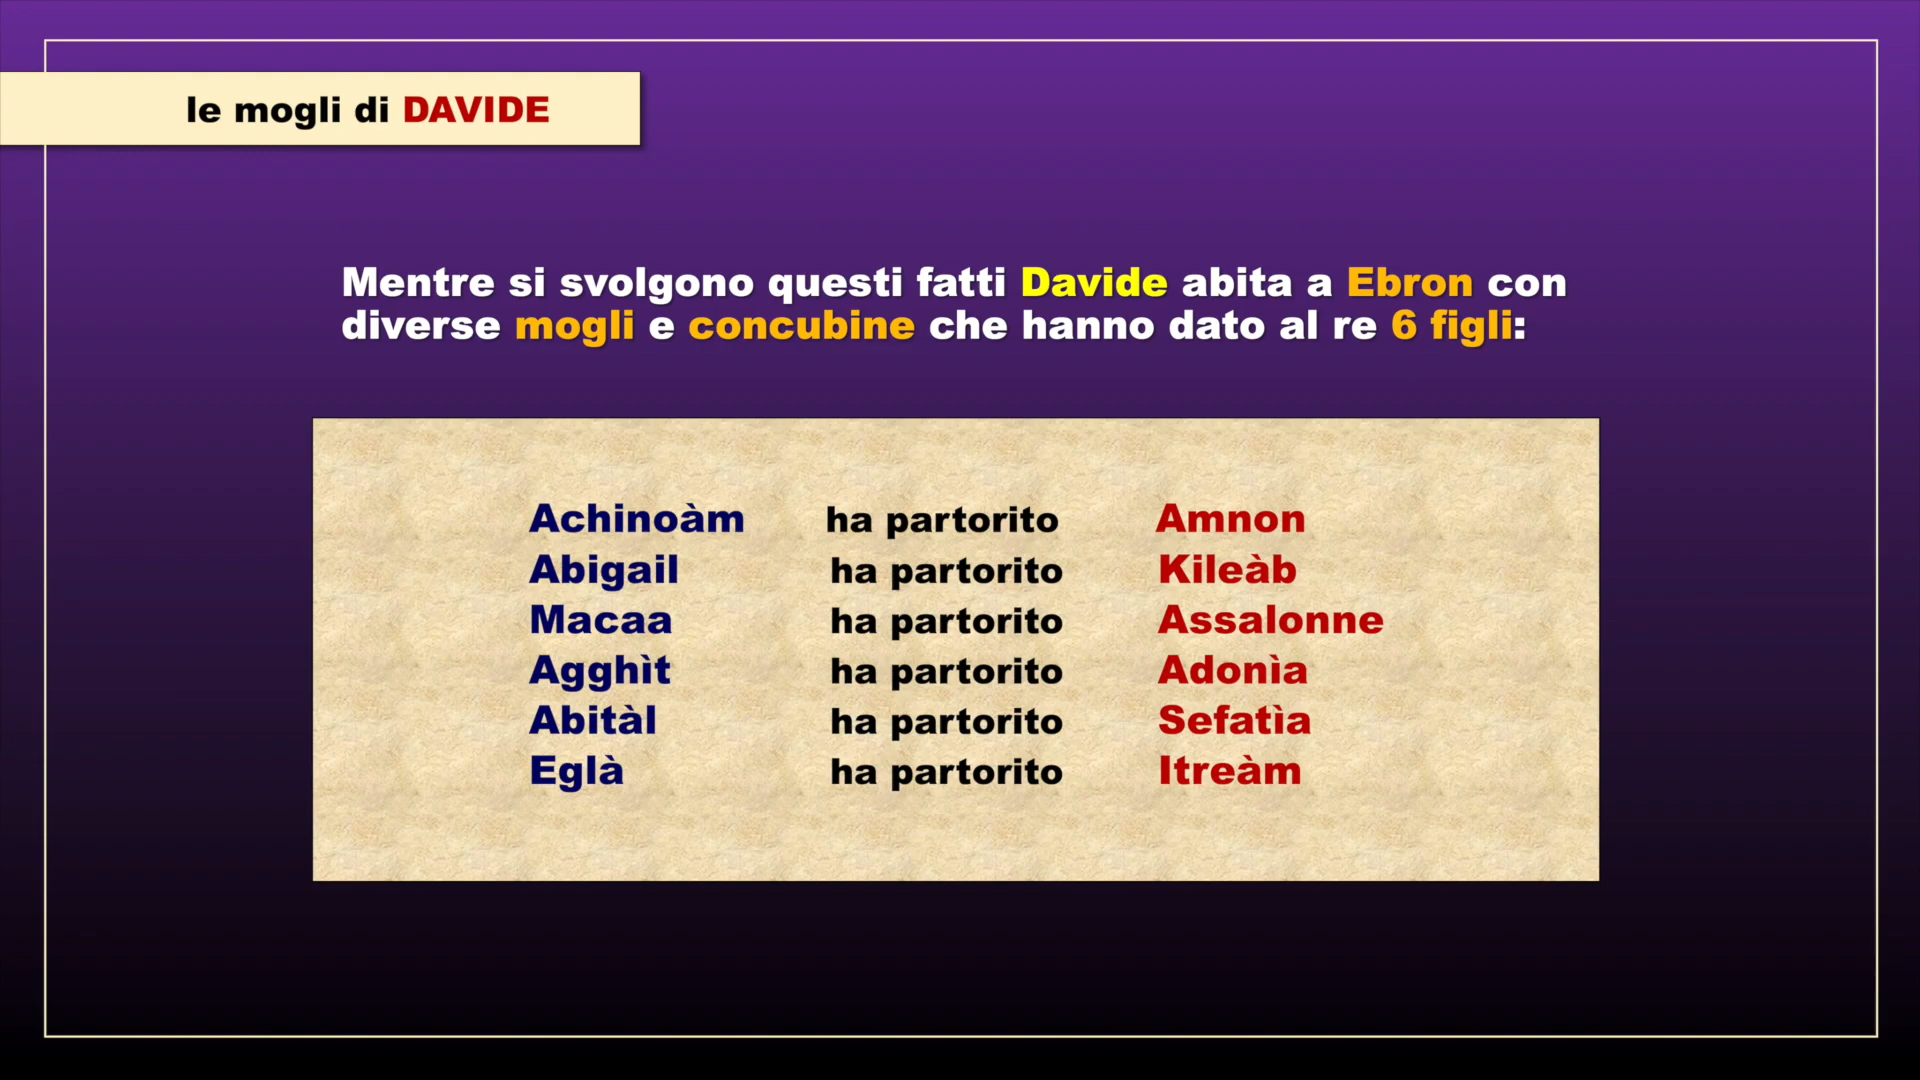 le mogli di DAVIDE
Mentre si svolgono questi fatti Davide abita a Ebron con
diverse mogli e concubine che hanno dato al re 6 figli:
Achinoàm ha partorito Amnon
Abigail ha partorito Kileàb
Macaa ha partorito Assalonne
Agghìt ha partorito Adonìa
Abitàl ha partorito Sefatìa
Eglà ha partorito Itreàm